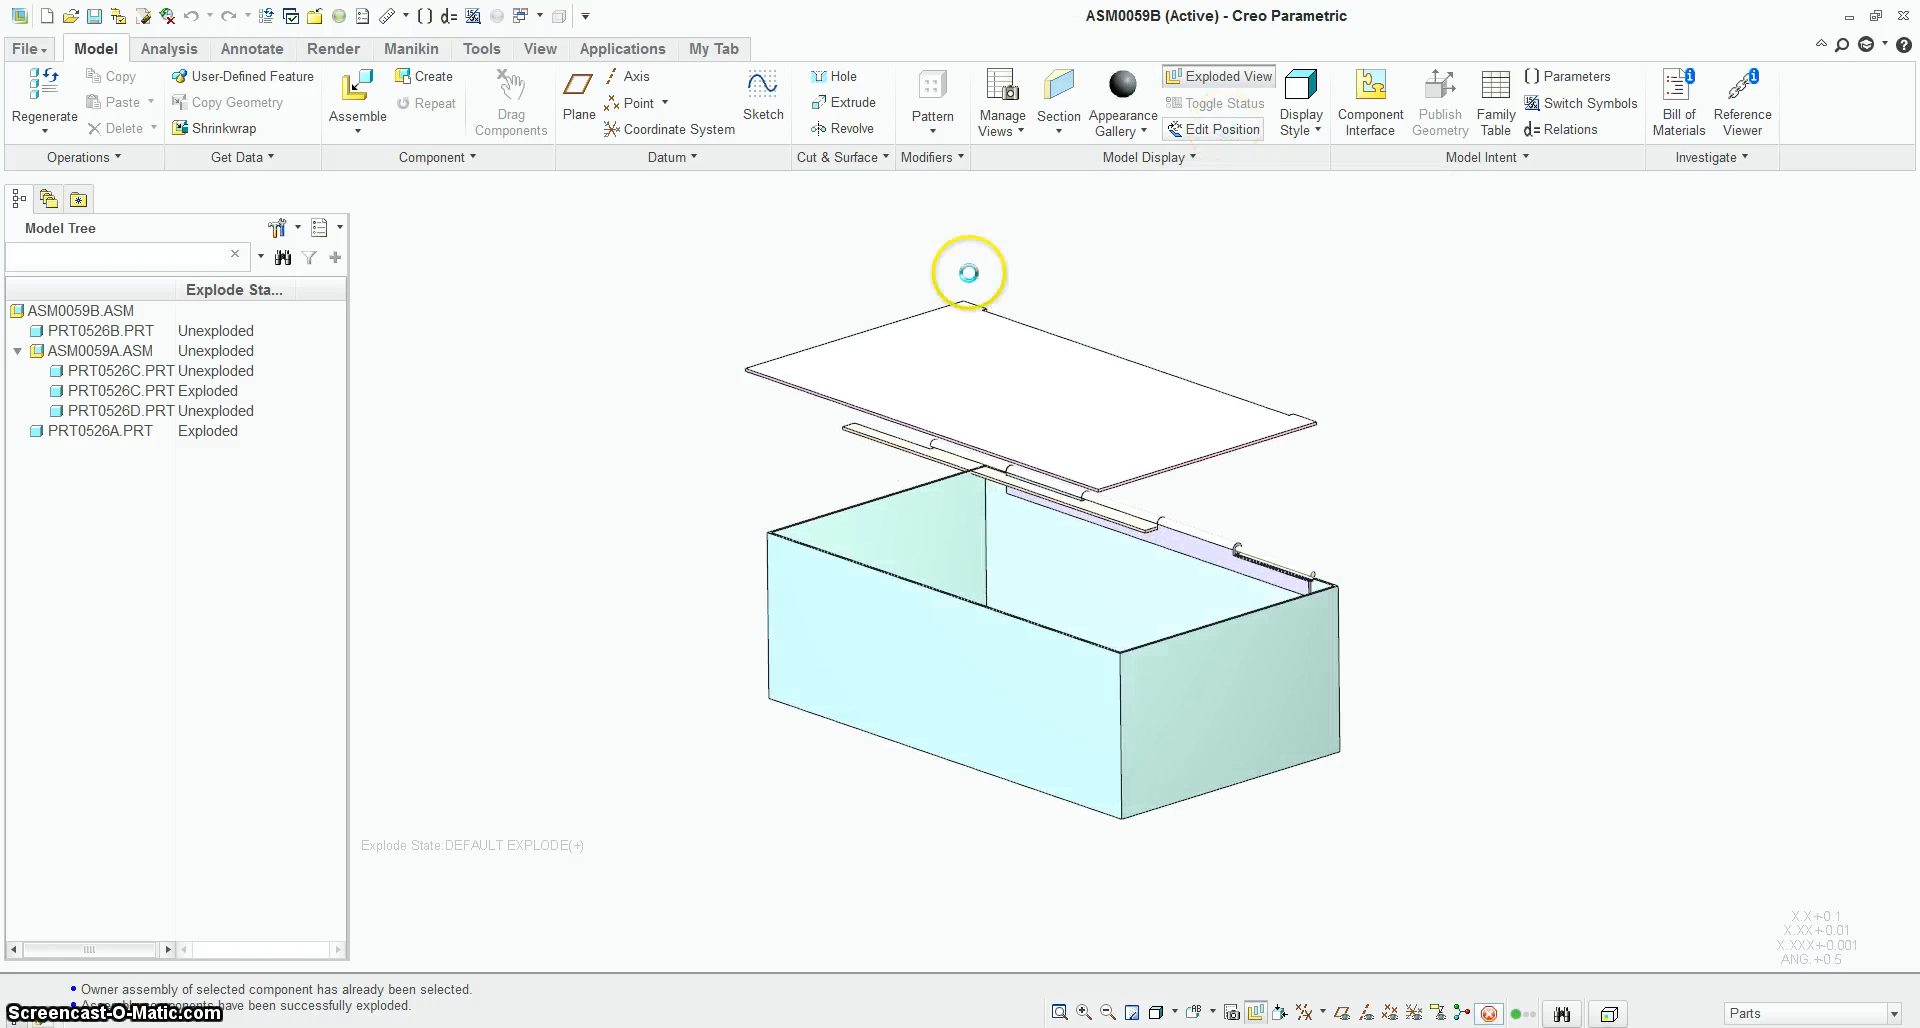 ASM0059B (Active) - Creo Parametric
File Model Analysis Annotate Render Manikin Tools View Applications My Tab
Regenerate
Copy
Paste
Delete
User-Defined Feature
Copy Geometry
Shrinkwrap
Assemble
Create
Repeat
Drag
Components
Plane
Axis
Point
Coordinate System
Sketch
Hole
Extrude
Revolve
Pattern
Manage
Views
Section
Appearance
Gallery
Exploded View
Toggle Status
Edit Position
Display
Style
Component
Interface
Publish
Geometry
Family
Table
Parameters
Switch Symbols
d= Relations
Bill of
Materials
Reference
Viewer
Operations Get Data Component Datum Cut & Surface Modifiers Model Display Model Intent Investigate
Model Tree
Explode Sta...
ASM0059B.ASM
PRT0526B.PRT Unexploded
ASM0059A.ASM Unexploded
PRT0526C.PRT Unexploded
PRT0526C.PRT Exploded
PRT0526D.PRT Unexploded
PRT0526A.PRT Exploded
Explode State:DEFAULT EXPLODE(+)
X.X+-0.1
X.XX+-0.01
X.XXX+-0.001
ANG.+-0.5
• Owner assembly of selected component has already been selected.
have been successfully exploded.
Screencast-O-Matic.com
Parts